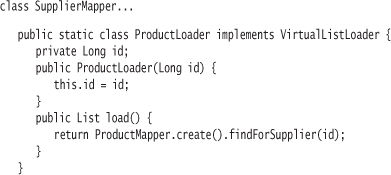 class SupplierMapper...
public static class ProductLoader implements VirtualListLoader {
private Long id;
public ProductLoader(Long id) {
this.id = id;
}
public List load() {
return ProductMapper.create().findForSupplier(id);
}
}